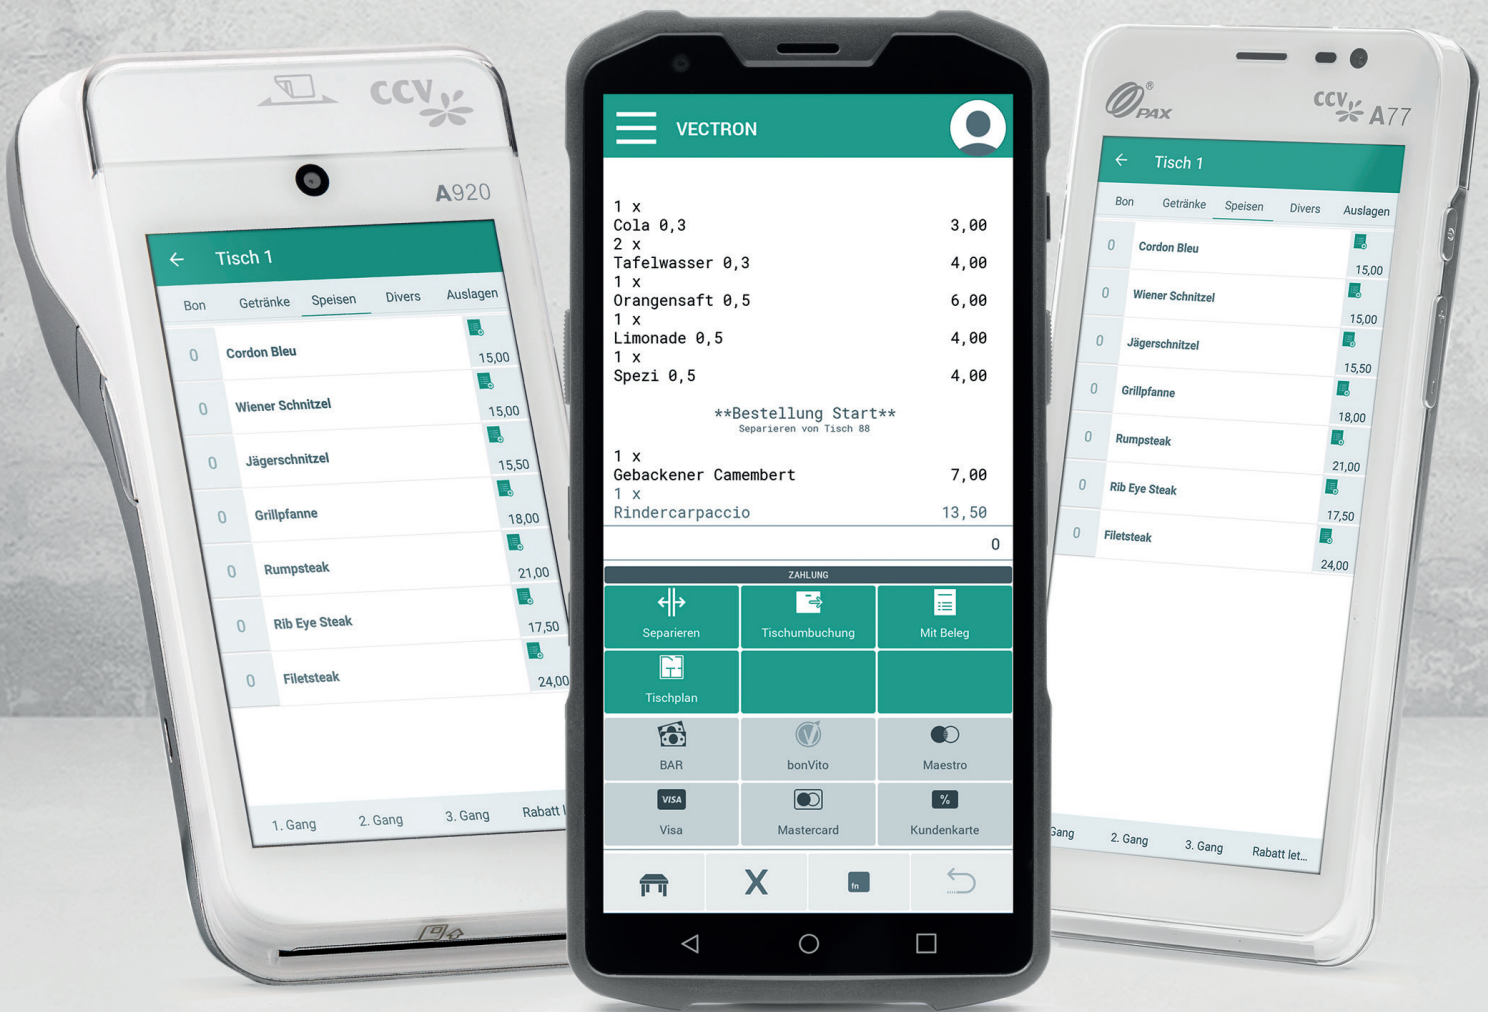 CCV
A920
← Tisch 1
Bon Getränke Speisen Divers Auslagen
0 Cordon Bleu 15,00
0 Wiener Schnitzel 15,00
0 Jägerschnitzel 15,50
0 Grillpfanne 18,00
0 Rumpsteak 21,00
0 Rib Eye Steak 17,50
0 Filetsteak 24,00
1. Gang 2. Gang 3. Gang Rabatt l
VECTRON
1 x
Cola 0,3 3,00
2 x
Tafelwasser 0,3 4,00
1 x
Orangensaft 0,5 6,00
1 x
Limonade 0,5 4,00
1 x
Spezi 0,5 4,00
**Bestellung Start**
Separieren von Tisch 88
1 x
Gebackener Camembert 7,00
1 x
Rindercarpaccio 13,50
0
ZAHLUNG
Separieren Tischumbuchung Mit Beleg
Tischplan
BAR bonVito Maestro
VISA %
Visa Mastercard Kundenkarte
X fn
PAX ® CCV A77
← Tisch 1
Bon Getränke Speisen Divers Auslagen
0 Cordon Bleu 15,00
0 Wiener Schnitzel 15,00
0 Jägerschnitzel 15,50
0 Grillpfanne 18,00
0 Rumpsteak 21,00
0 Rib Eye Steak 17,50
0 Filetsteak 24,00
Gang 2. Gang 3. Gang Rabatt let...